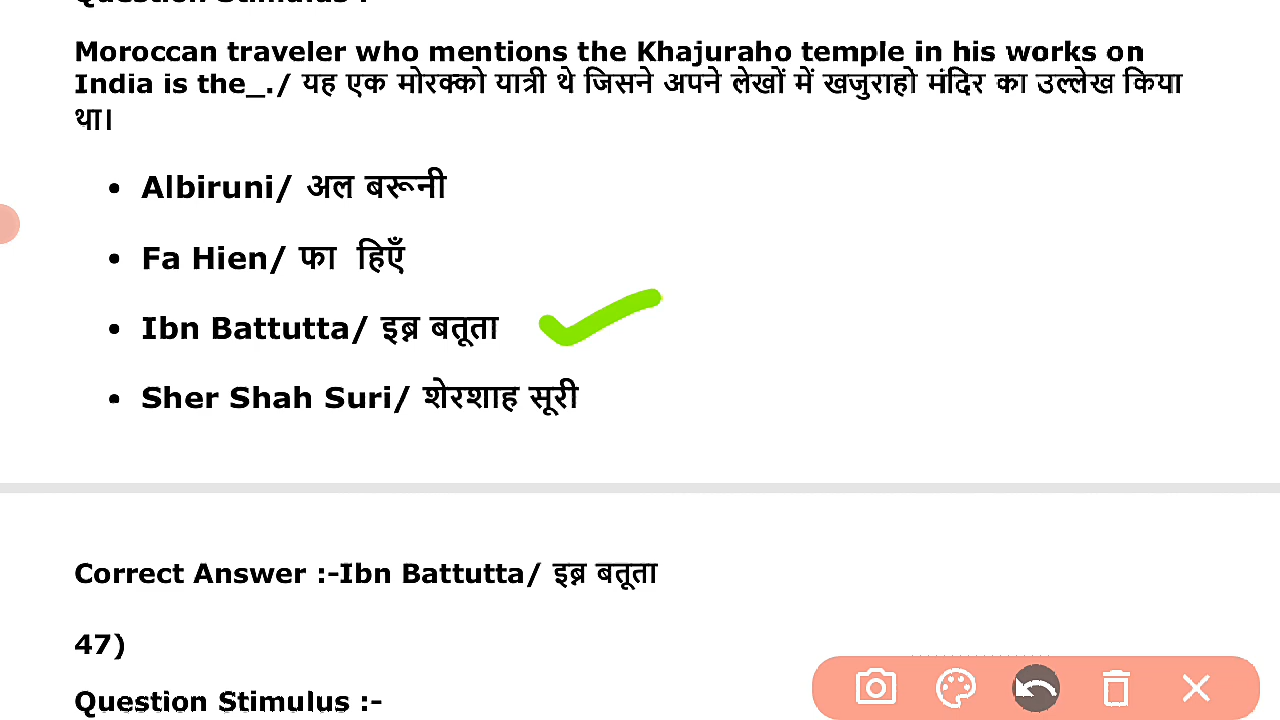 Question Stimulus :-
Moroccan traveler who mentions the Khajuraho temple in his works on
India is the_./ यह एक मोरक्को यात्री थे जिसने अपने लेखों में खजुराहो मंदिर का उल्लेख किया
था।
• Albiruni/ अल बरूनी
• Fa Hien/ फा हिएँ
• Ibn Battutta/ इब्न बतूता
• Sher Shah Suri/ शेरशाह सूरी
Correct Answer :-Ibn Battutta/ इब्न बतूता
47)
Question Stimulus :-